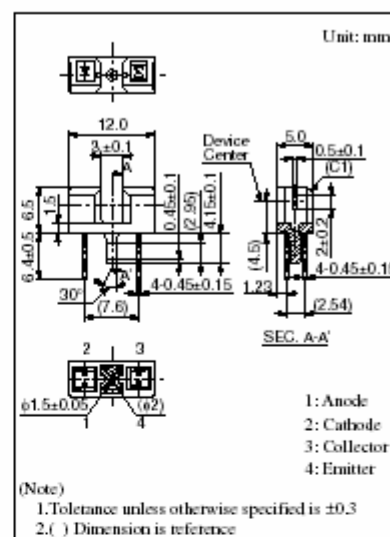 Unit: mm
12.0
3±0.1
A
6.5
1.5
6.4±0.5
0.45±0.1
(2.95)
4.15±0.1
30°
A'
(7.6)
4-0.45±0.15
Device
Center
5.0
0.5±0.1
(C1)
2±0.2
(4.5)
4-0.45±0.15
1.23
(2.54)
SEC. A-A'
2 3
ϕ1.5±0.05 (ϕ2)
1 4
1: Anode
2: Cathode
3: Collector
4: Emitter
(Note)
1.Tolerance unless otherwise specified is ±0.3
2.( ) Dimension is reference